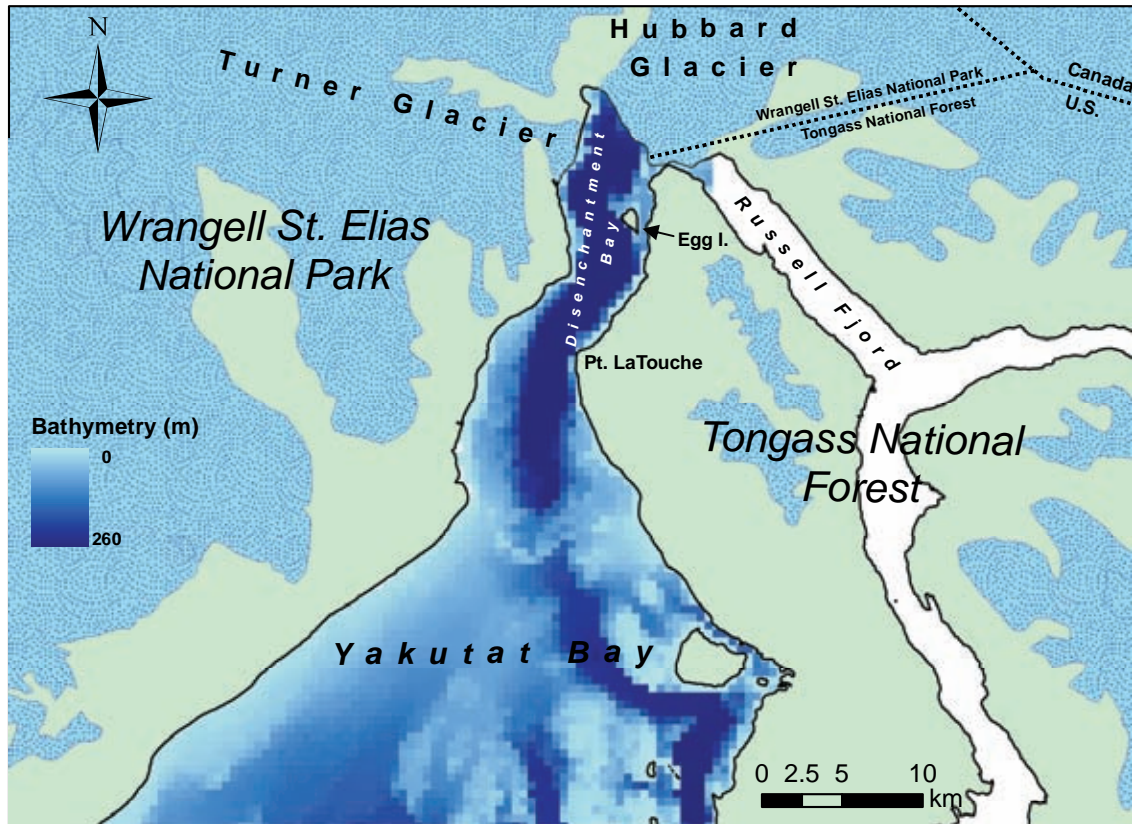 N
Hubbard
Glacier
Turner Glacier
Canada
U.S.
Wrangell St. Elias National Park
Tongass National Forest
Disenchantment
Bay
Egg I.
Russell Fjord
Wrangell St. Elias
National Park
Pt. LaTouche
Bathymetry (m)
0
260
Tongass National
Forest
Yakutat Bay
0 2.5 5 10
km